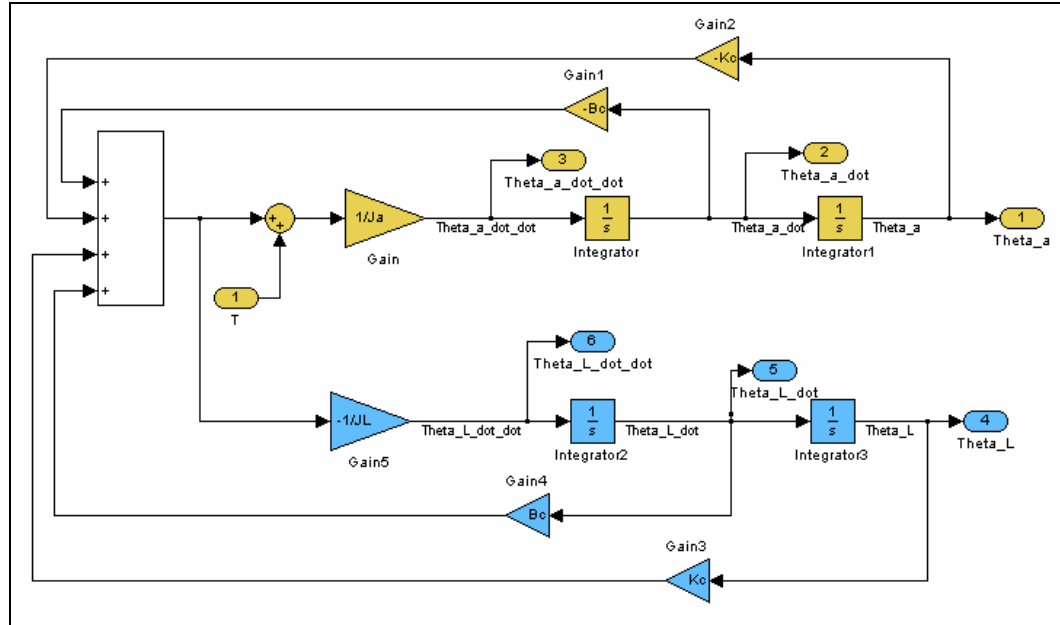 Gain2
-Kc
Gain1
-Bc
3
Theta_a_dot_dot
2
Theta_a_dot
+
+
+
+
+
+
1/Ja
Gain
Theta_a_dot_dot
1
s
Integrator
Theta_a_dot
1
s
Integrator1
Theta_a
1
Theta_a
1
T
6
Theta_L_dot_dot
5
Theta_L_dot
-1/JL
Gain5
Theta_L_dot_dot
1
s
Integrator2
Theta_L_dot
1
s
Integrator3
Theta_L
4
Theta_L
Gain4
Bc
Gain3
Kc